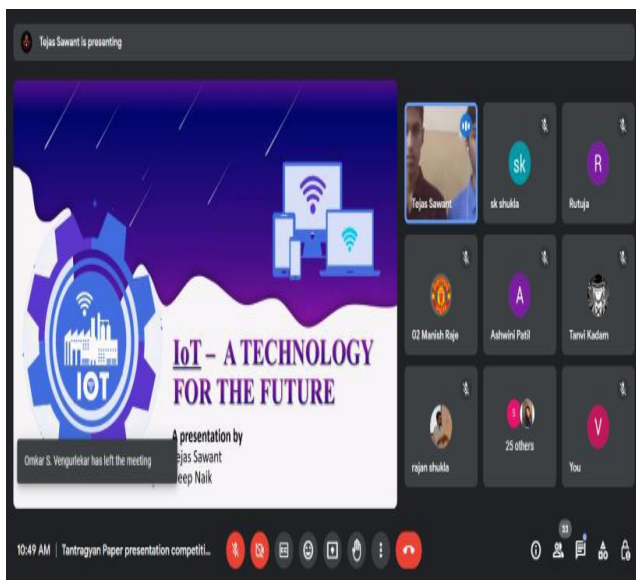 Tejas Sawant is presenting
IOT
IoT – A TECHNOLOGY
FOR THE FUTURE
A presentation by
ejas Sawant
eep Naik
Omkar S. Vengurlekar has left the meeting
Tejas Sawant
sk
sk shukla
R
Rutuja
02 Manish Raje
A
Ashwini Patil
Tanvi Kadam
rajan shukla
S
25 others
V
You
10:49 AM | Tantragyan Paper presentation competiti...
CC
33